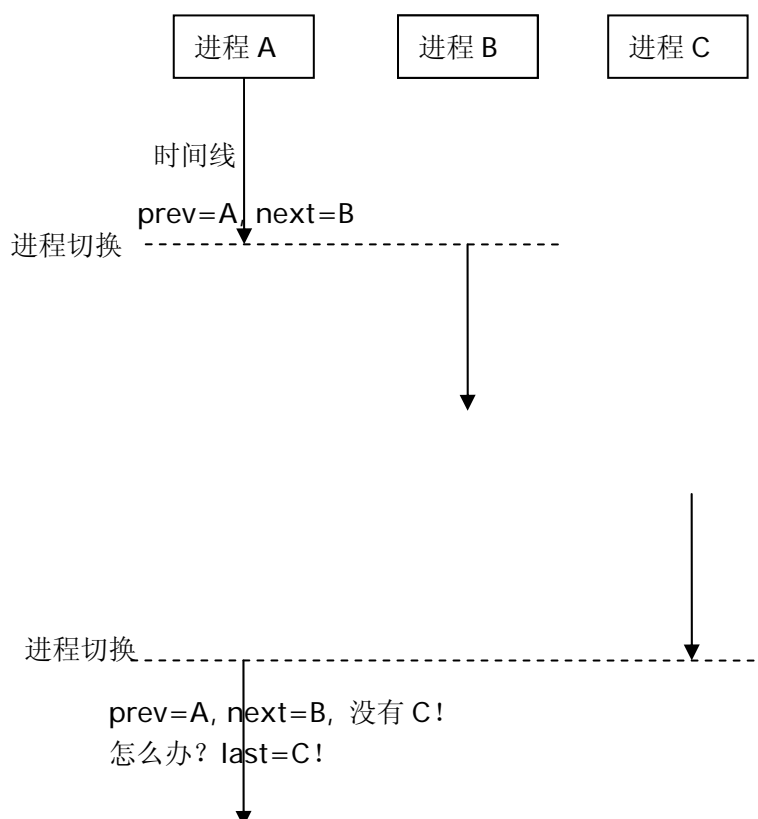 进程 A
进程 B
进程 C
时间线
prev=A, next=B
进程切换
进程切换
prev=A, next=B, 没有 C!
怎么办? last=C!